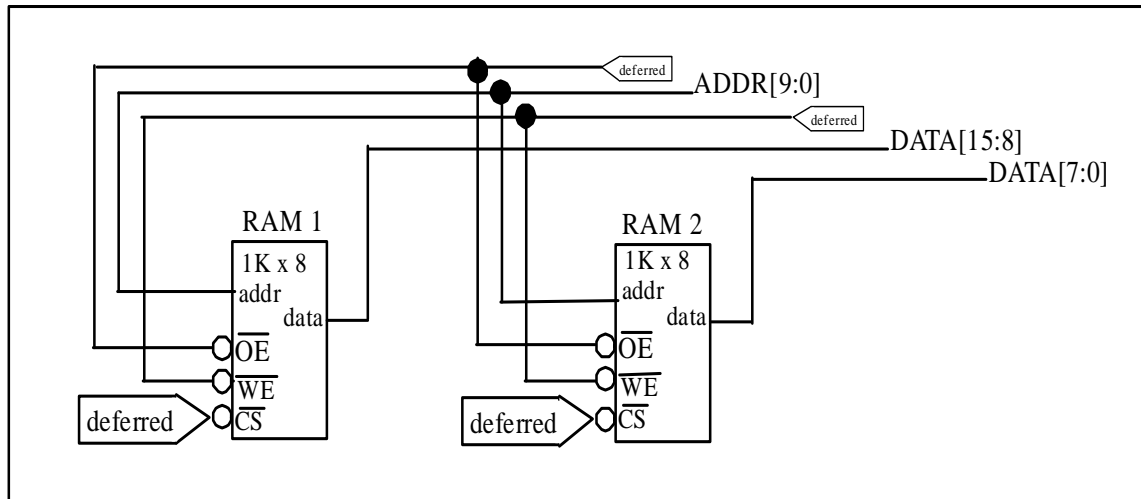 deferred
ADDR[9:0]
deferred
DATA[15:8]
DATA[7:0]
RAM 1
1K x 8
addr
data
OE
WE
CS
deferred
RAM 2
1K x 8
addr
data
OE
WE
CS
deferred